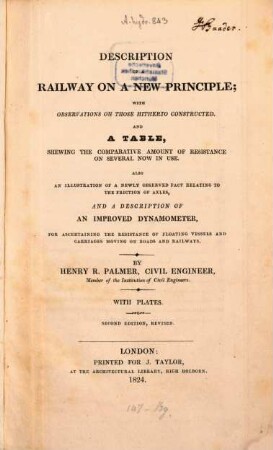 DESCRIPTION
OF A
RAILWAY ON A NEW PRINCIPLE;
WITH
OBSERVATIONS ON THOSE HITHERTO CONSTRUCTED.
AND
A TABLE,
SHEWING THE COMPARATIVE AMOUNT OF RESISTANCE
ON SEVERAL NOW IN USE.
ALSO
AN ILLUSTRATION OF A NEWLY OBSERVED FACT RELATING TO
THE FRICTION OF AXLES,
AND A DESCRIPTION OF
AN IMPROVED DYNAMOMETER,
FOR ASCERTAINING THE RESISTANCE OF FLOATING VESSELS AND
CARRIAGES MOVING ON ROADS AND RAILWAYS.
BY
HENRY R. PALMER, CIVIL ENGINEER,
Member of the Institution of Civil Engineers.
WITH PLATES.
SECOND EDITION, REVISED.
LONDON:
PRINTED FOR J. TAYLOR,
AT THE ARCHITECTURAL LIBRARY, HIGH HOLBORN.
1824.